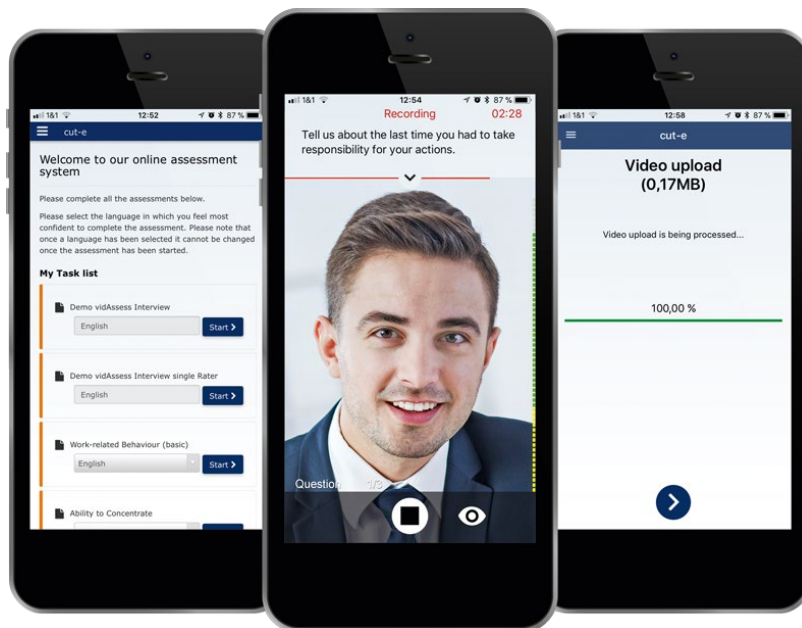 1&1 12:52 87 %
cut-e
Welcome to our online assessment
system
Please complete all the assessments below.
Please select the language in which you feel most
confident to complete the assessment. Please note that
once a language has been selected it cannot be changed
once the assessment has been started.
My Task list
Demo vidAssess Interview
English Start
Demo vidAssess Interview single Rater
English Start
Work-related Behaviour (basic)
English Start
Ability to Concentrate
1&1 12:54 87 %
Recording 02:28
Tell us about the last time you had to take
responsibility for your actions.
Question 1/3
1&1 12:58 87 %
cut-e
Video upload
(0,17MB)
Video upload is being processed...
100,00 %